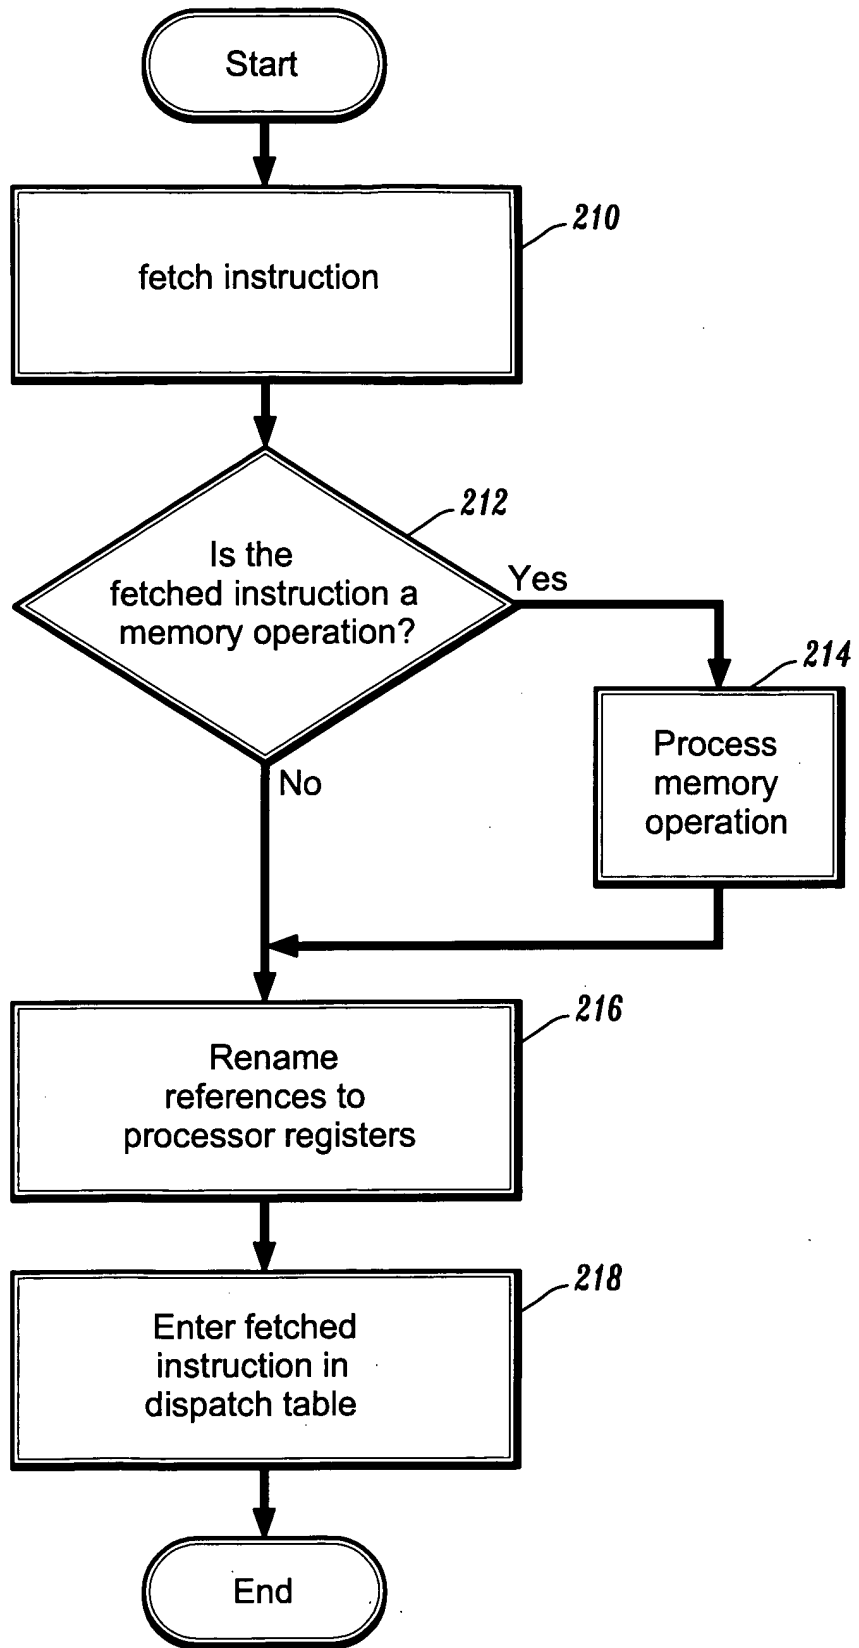 Start
210
fetch instruction
212
Is the
fetched instruction a
memory operation?
Yes
214
Process
memory
operation
No
216
Rename
references to
processor registers
218
Enter fetched
instruction in
dispatch table
End